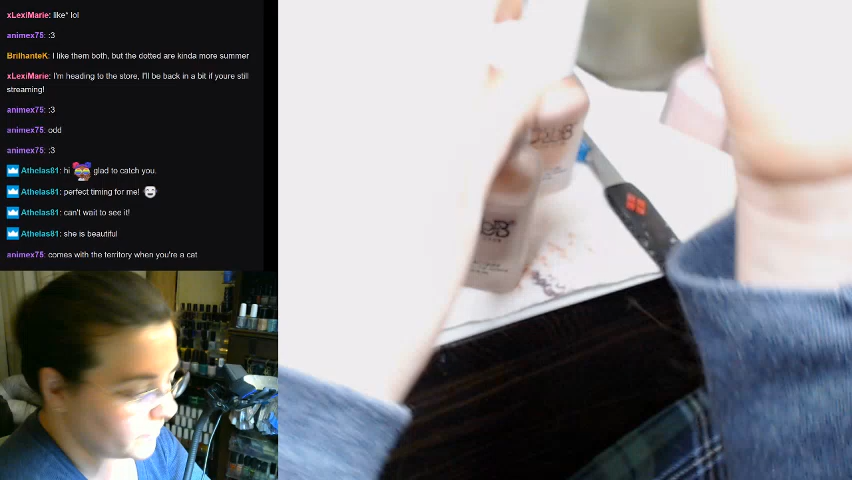 xLexiMarie: like* lol
animex75: :3
BrilhanteK: I like them both, but the dotted are kinda more summer
xLexiMarie: I'm heading to the store, I'll be back in a bit if youre still
streaming!
animex75: :3
animex75: odd
animex75: :3
Athelas81: hi glad to catch you.
Athelas81: perfect timing for me!
Athelas81: can't wait to see it!
Athelas81: she is beautiful
animex75: comes with the territory when you're a cat